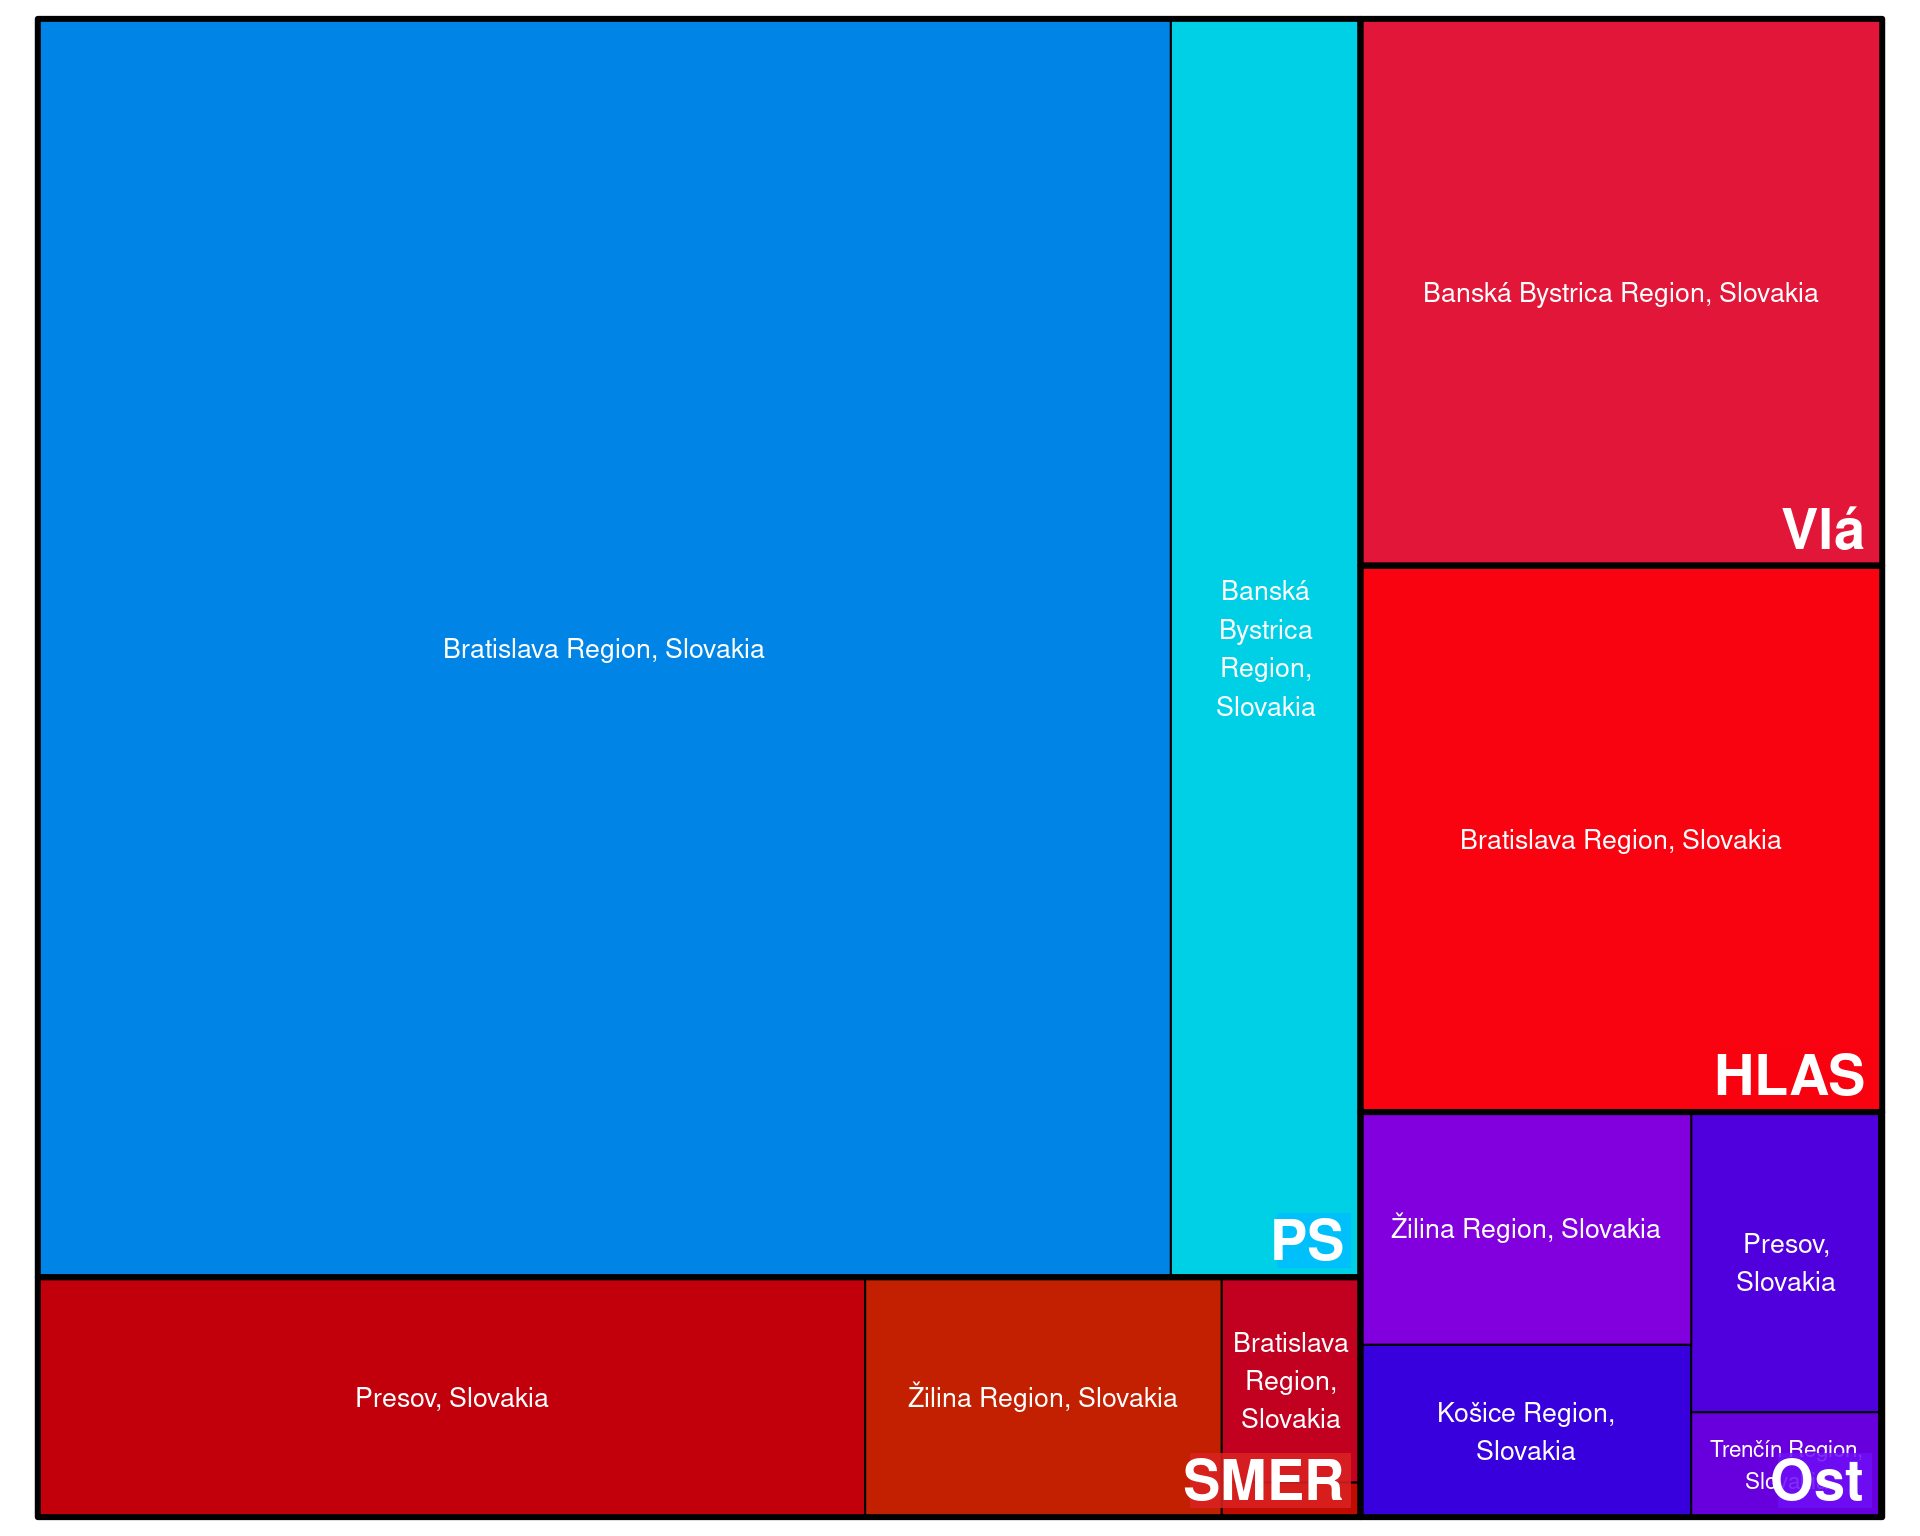 Bratislava Region, Slovakia
Banská
Bystrica
Region,
Slovakia
PS
Banská Bystrica Region, Slovakia
Vlá
Bratislava Region, Slovakia
HLAS
Presov, Slovakia
Žilina Region, Slovakia
Bratislava
Region,
Slovakia
SMER
Žilina Region, Slovakia
Presov,
Slovakia
Košice Region,
Slovakia
Trenčín Region,
Ost